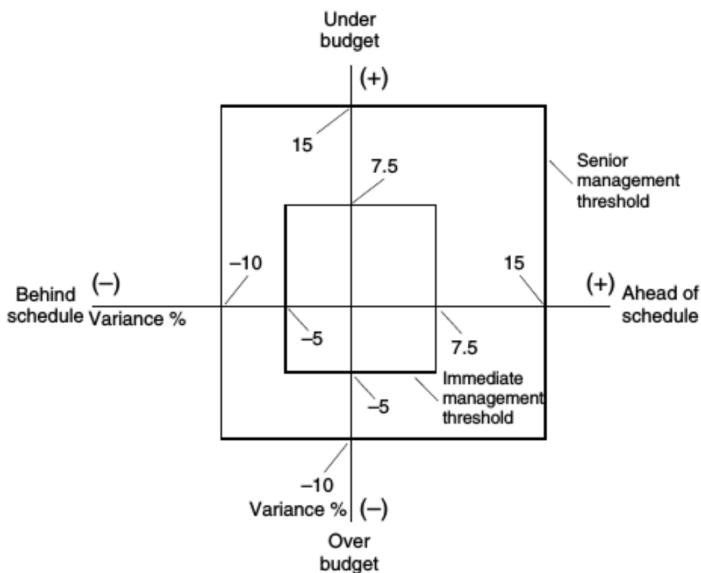 Under
budget
(+)
15
7.5
Senior
management
threshold
–10
15
(–)
(+)
Behind
schedule
Variance %
Ahead of
schedule
–5
7.5
Immediate
management
threshold
–5
–10
Variance %
(–)
Over
budget